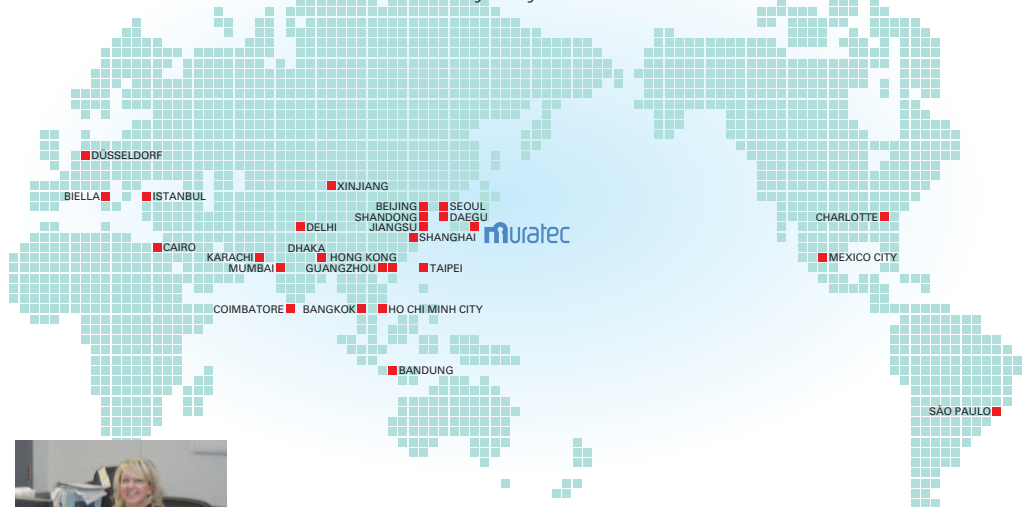 DÜSSELDORF
XINJIANG
BIELLA
ISTANBUL
BEIJING
SEOUL
SHANDONG
DAEGU
CHARLOTTE
DELHI
JIANGSU
muratec
SHANGHAI
CAIRO
DHAKA
KARACHI
HONG KONG
MEXICO CITY
MUMBAI
GUANGZHOU
TAIPEI
COIMBATORE
BANGKOK
HO CHI MINH CITY
BANDUNG
SÃO PAULO